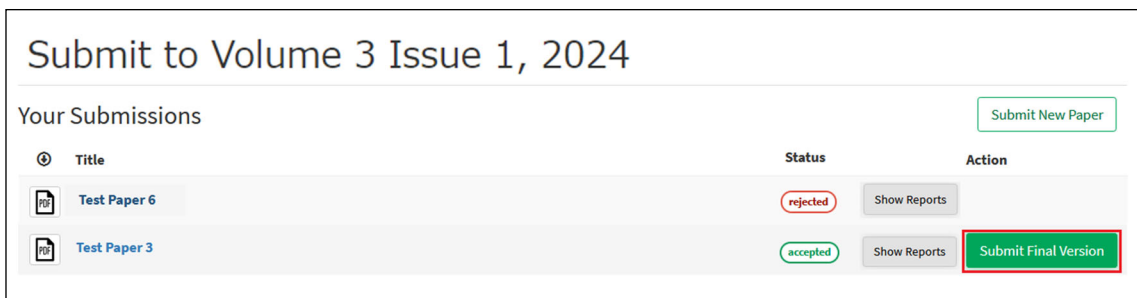 Submit to Volume 3 Issue 1, 2024
Your Submissions
Submit New Paper
Title Status Action
PDF Test Paper 6 rejected Show Reports
PDF Test Paper 3 accepted Show Reports Submit Final Version